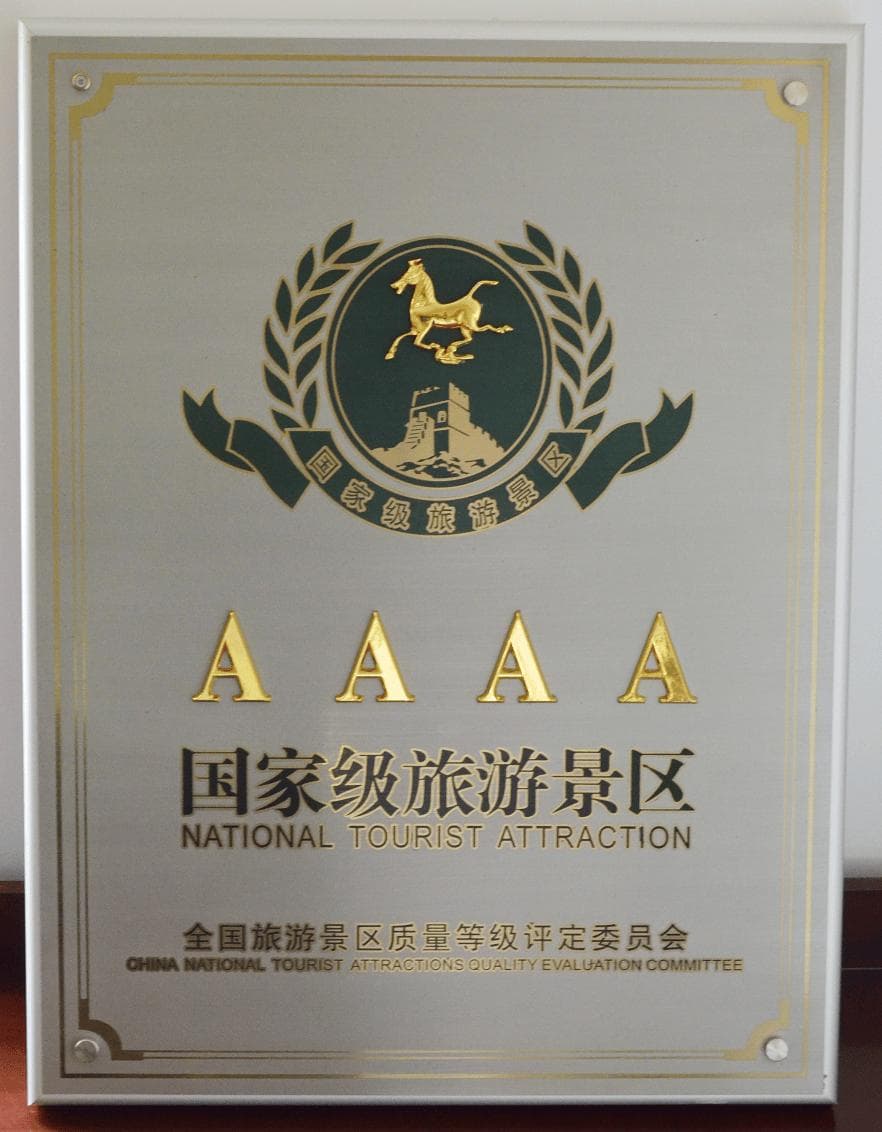 国家级旅游景区
AAAA
国家级旅游景区
NATIONAL TOURIST ATTRACTION
全国旅游景区质量等级评定委员会
CHINA NATIONAL TOURIST ATTRACTIONS QUALITY EVALUATION COMMITTEE